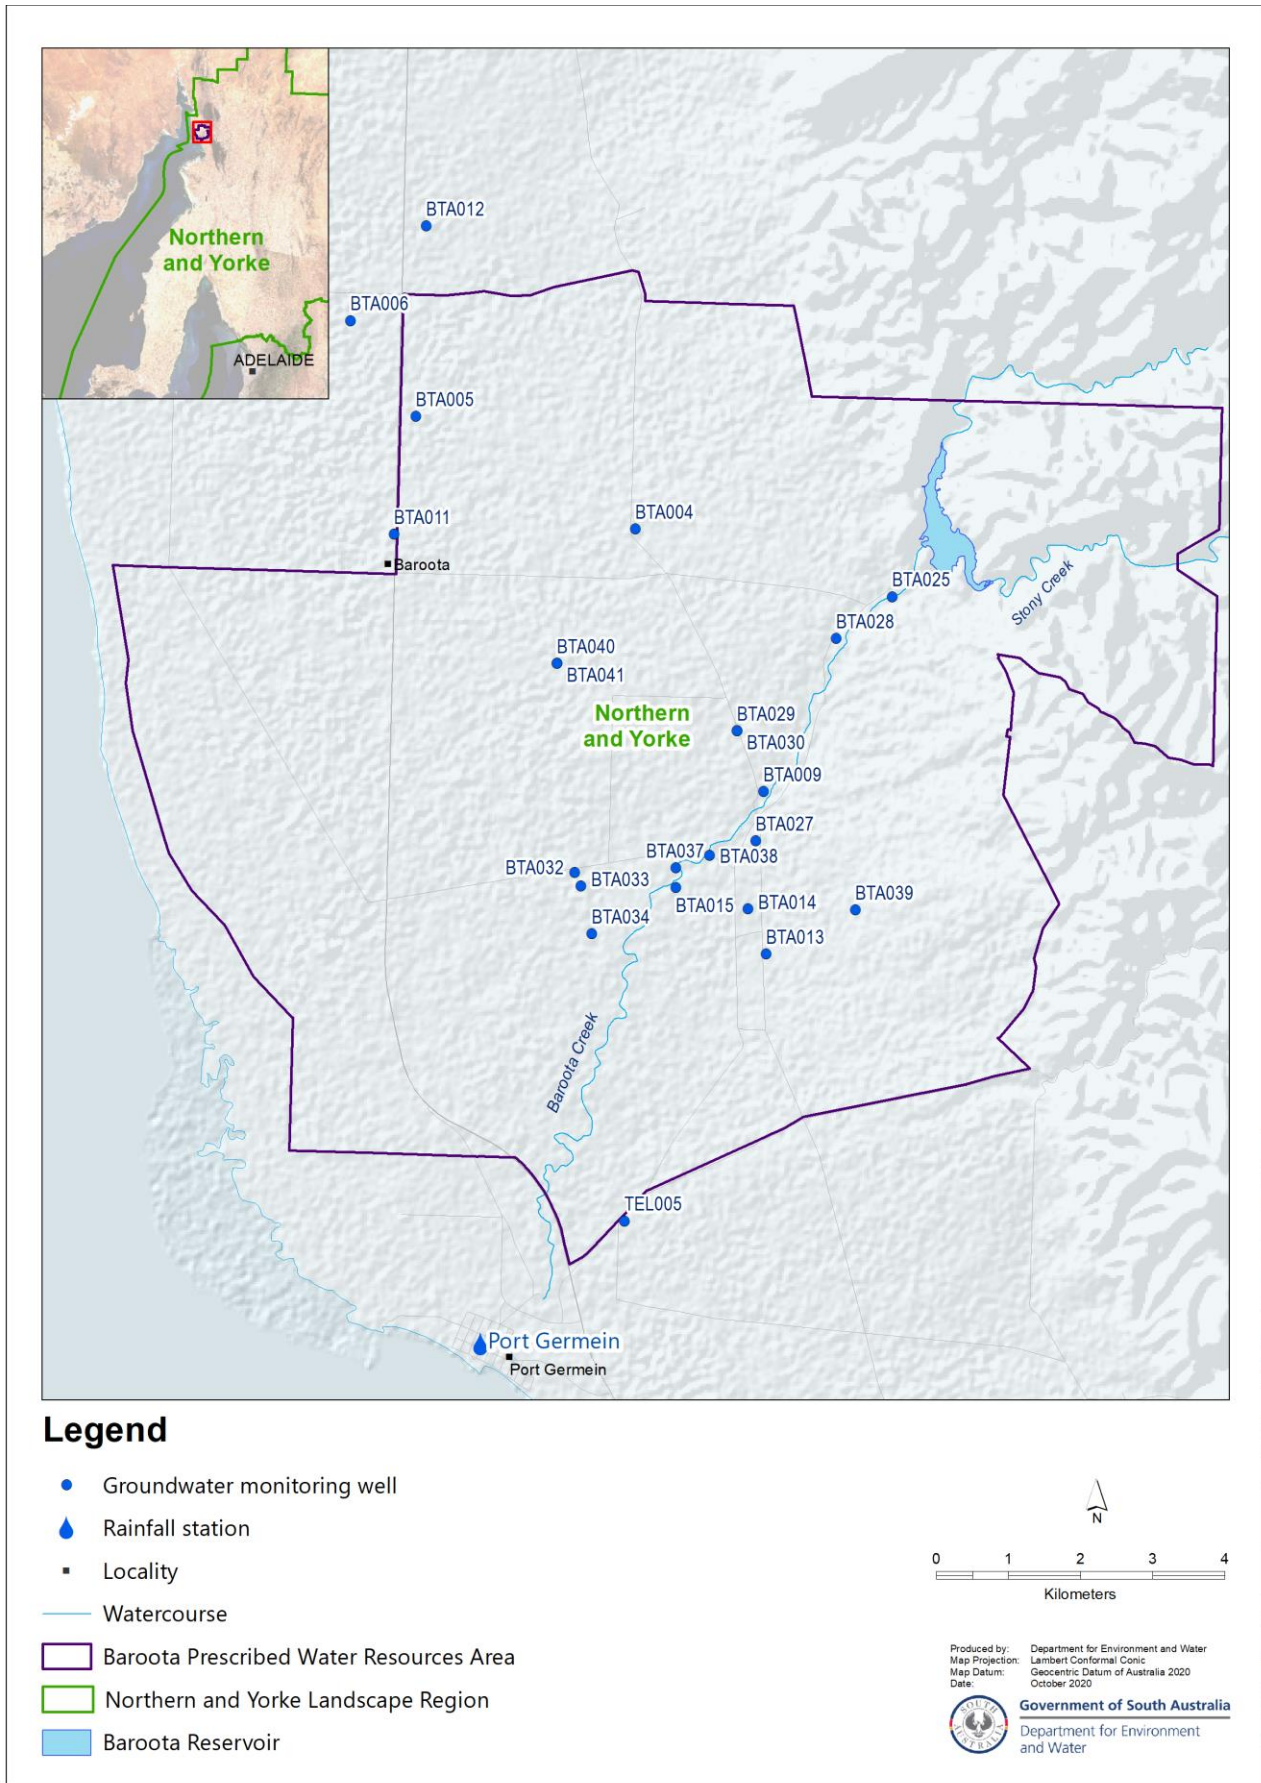 Northern
and Yorke
ADELAIDE
BTA012
BTA006
BTA005
BTA011
Baroota
BTA004
BTA025
Stony Creek
BTA028
BTA040
BTA041
Northern
and Yorke
BTA029
BTA030
BTA009
BTA027
BTA037
BTA038
BTA032
BTA033
BTA015
BTA014
BTA039
BTA034
BTA013
Baroota Creek
TEL005
Port Germein
Port Germein
Legend
Groundwater monitoring well
Rainfall station
Locality
Watercourse
Baroota Prescribed Water Resources Area
Northern and Yorke Landscape Region
Baroota Reservoir
N
0 1 2 3 4
Kilometers
Produced by: Department for Environment and Water
Map Projection: Lambert Conformal Conic
Map Datum: Geocentric Datum of Australia 2020
Date: October 2020
SOUTH AUSTRALIA
Government of South Australia
Department for Environment
and Water